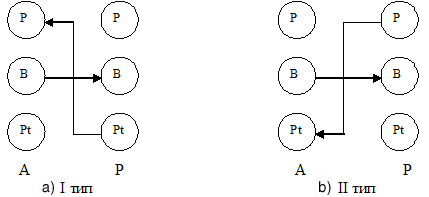 Р Р Р Р
В В В В
Pt Pt Pt Pt
А Р А Р
а) I тип b) II тип